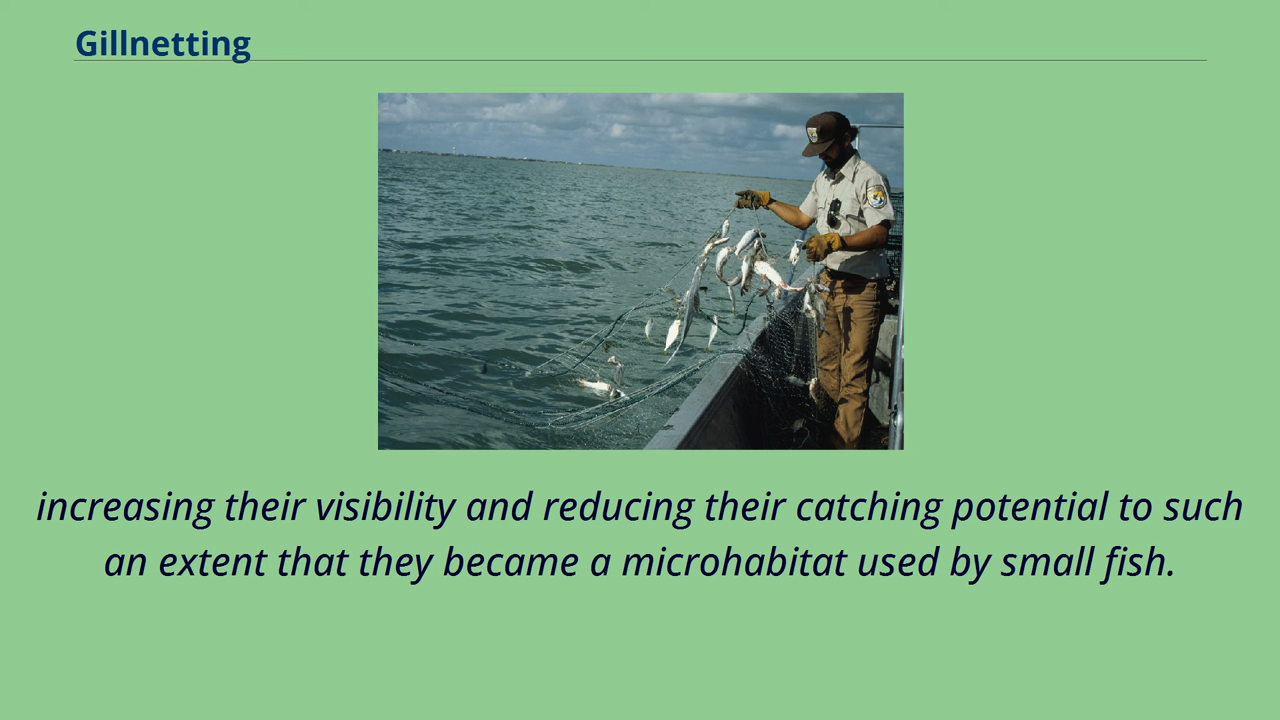 Gillnetting
increasing their visibility and reducing their catching potential to such
an extent that they became a microhabitat used by small fish.